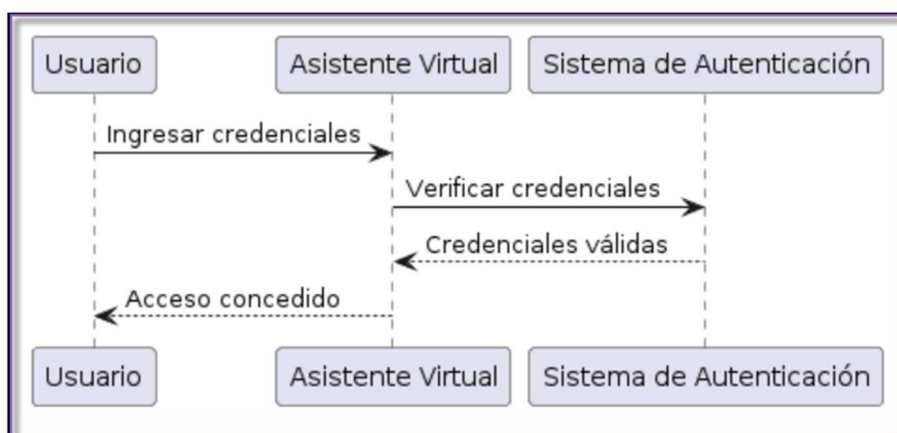 Usuario
Asistente Virtual
Sistema de Autenticación
Ingresar credenciales
Verificar credenciales
Credenciales válidas
Acceso concedido
Usuario
Asistente Virtual
Sistema de Autenticación